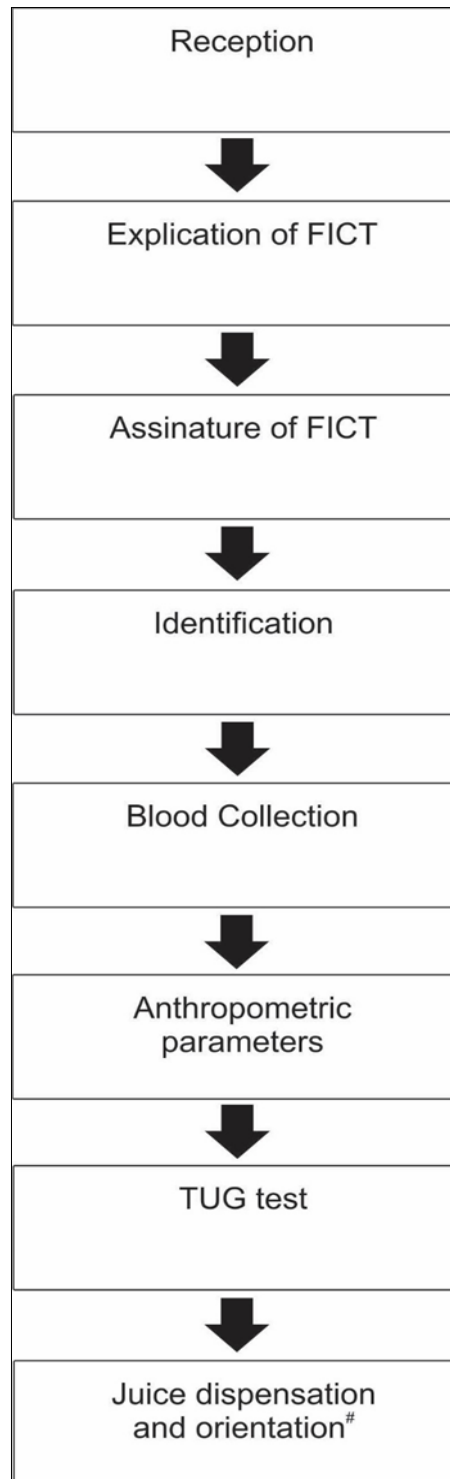 Reception
Explication of FICT
Assinature of FICT
Identification
Blood Collection
Anthropometric
parameters
TUG test
Juice dispensation
and orientation#